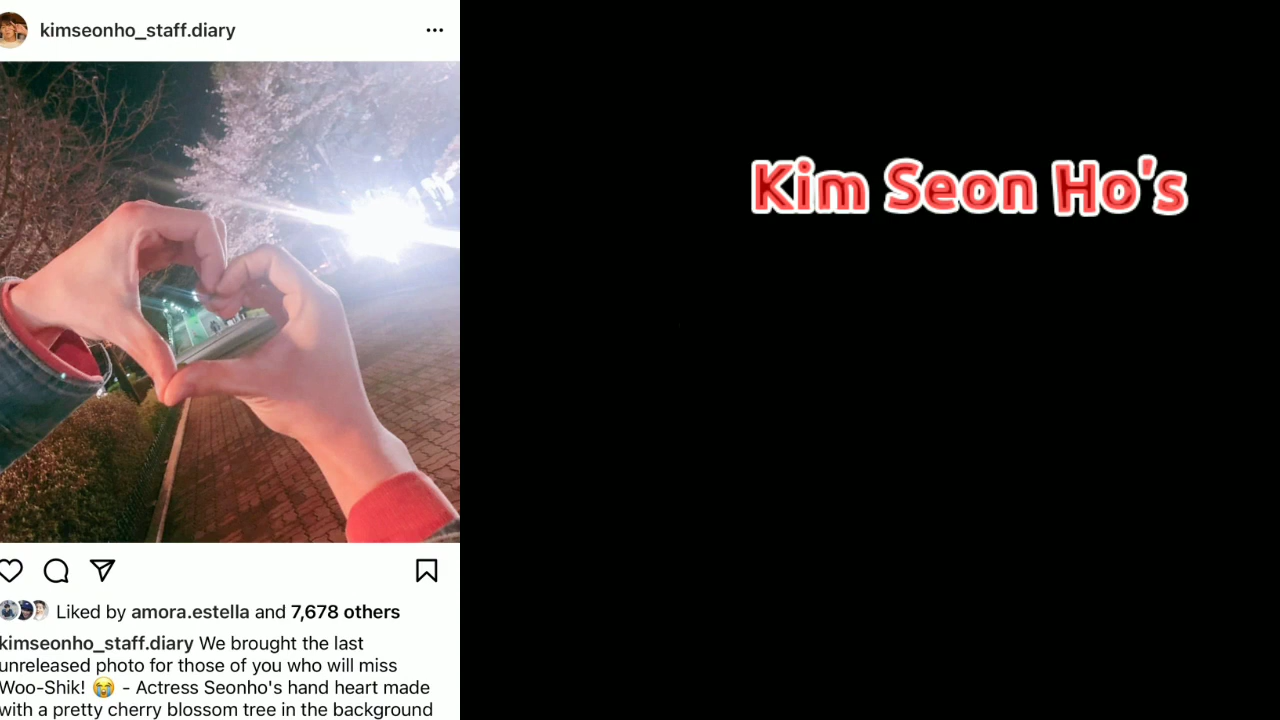 kimseonho_staff.diary
Kim Seon Ho's
Liked by amora.estella and 7,678 others
kimseonho_staff.diary We brought the last
unreleased photo for those of you who will miss
Woo-Shik! 😭 - Actress Seonho's hand heart made
with a pretty cherry blossom tree in the background